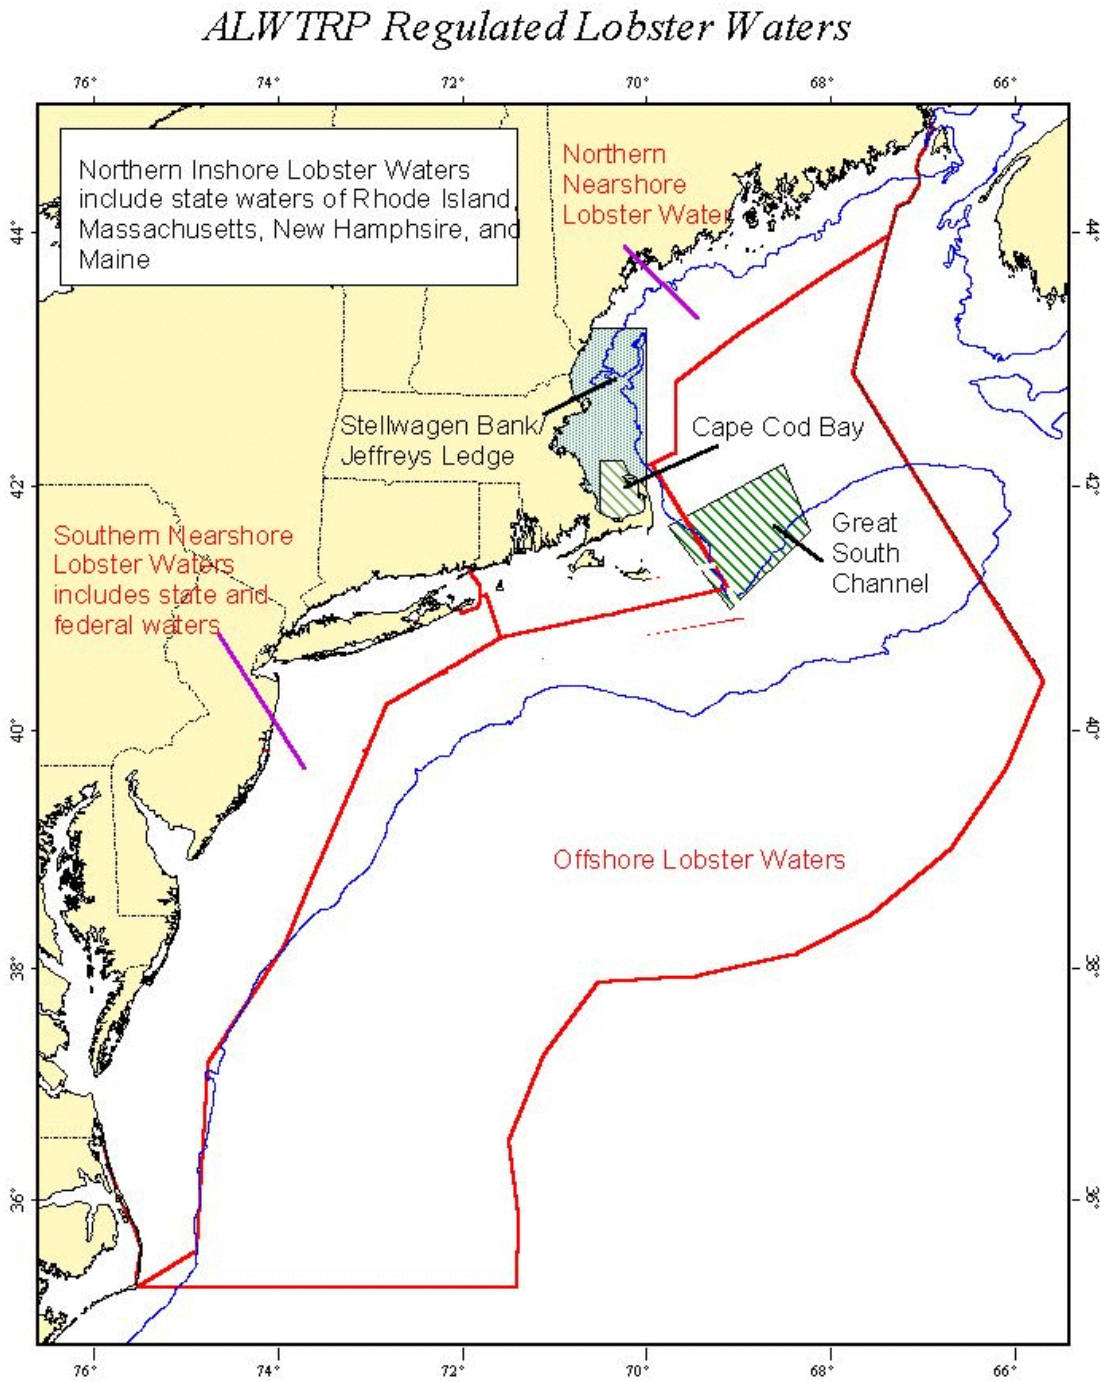 ALWTRP Regulated Lobster Waters
76° 74° 72° 70° 68° 66°
Northern Inshore Lobster Waters
include state waters of Rhode Island,
Massachusetts, New Hamphsire, and
Maine
Northern
Nearshore
Lobster Water
44° 44°
Stellwagen Bank/
Jeffreys Ledge
Cape Cod Bay
42° 42°
Great
South
Channel
Southern Nearshore
Lobster Waters
includes state and
federal waters
40° 40°
Offshore Lobster Waters
38° 38°
36° 36°
76° 74° 72° 70° 68° 66°